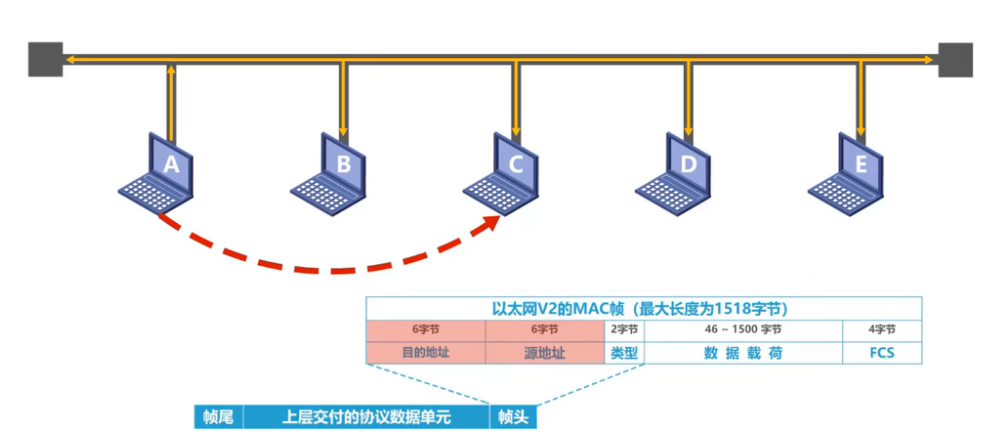 A B C D E
以太网V2的MAC帧（最大长度为1518字节）
6字节 6字节 2字节 46 ~ 1500 字节 4字节
目的地址 源地址 类型 数 据 载 荷 FCS
帧尾 上层交付的协议数据单元 帧头